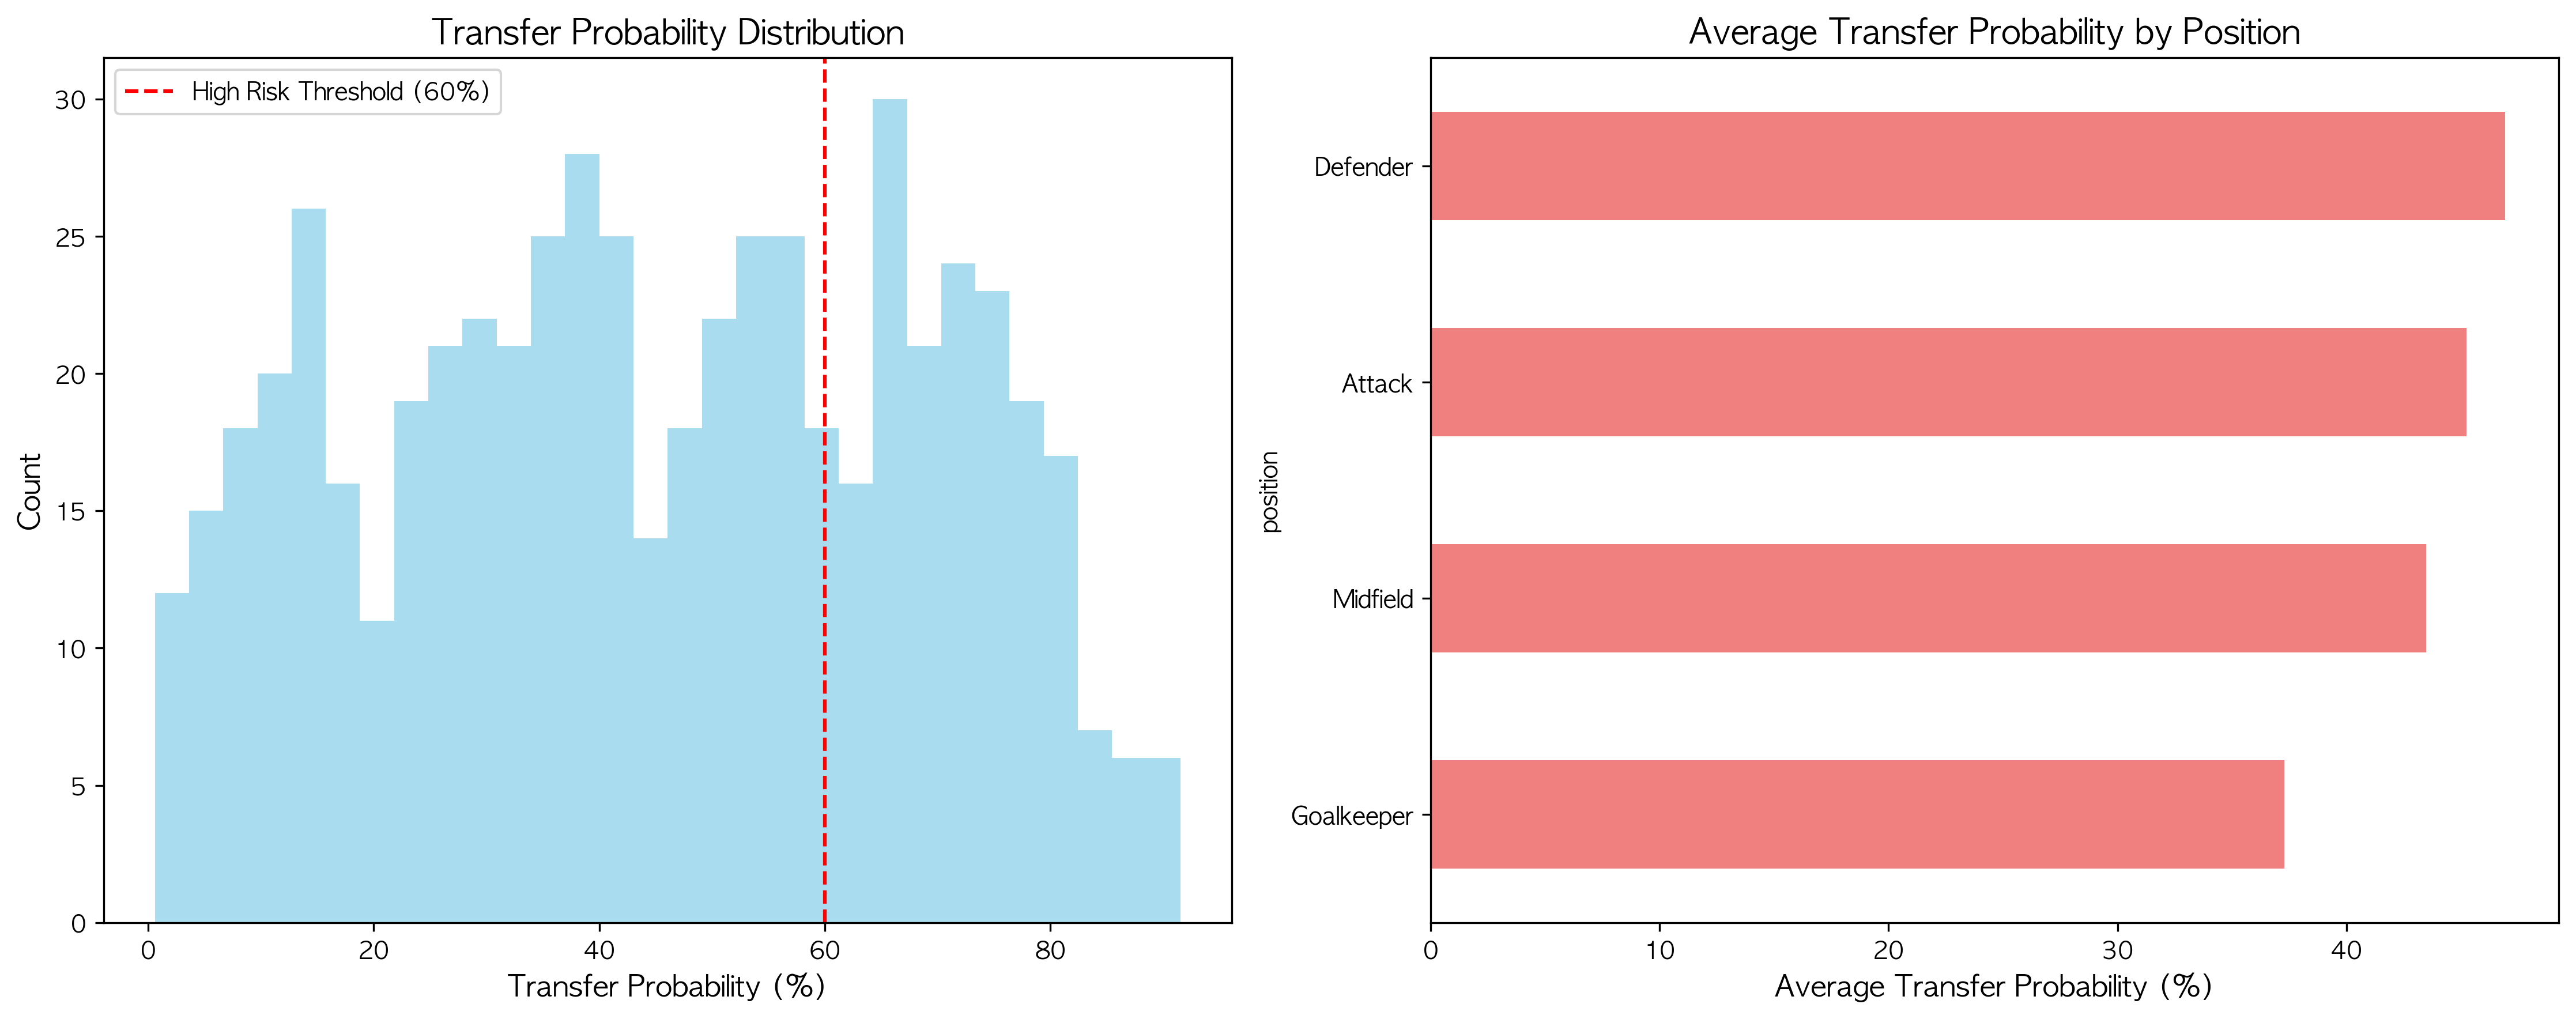 Transfer Probability Distribution
High Risk Threshold (60%)
30
25
20
15
10
5
0
Count
0 20 40 60 80
Transfer Probability (%)
Average Transfer Probability by Position
position
Defender
Attack
Midfield
Goalkeeper
0 10 20 30 40
Average Transfer Probability (%)